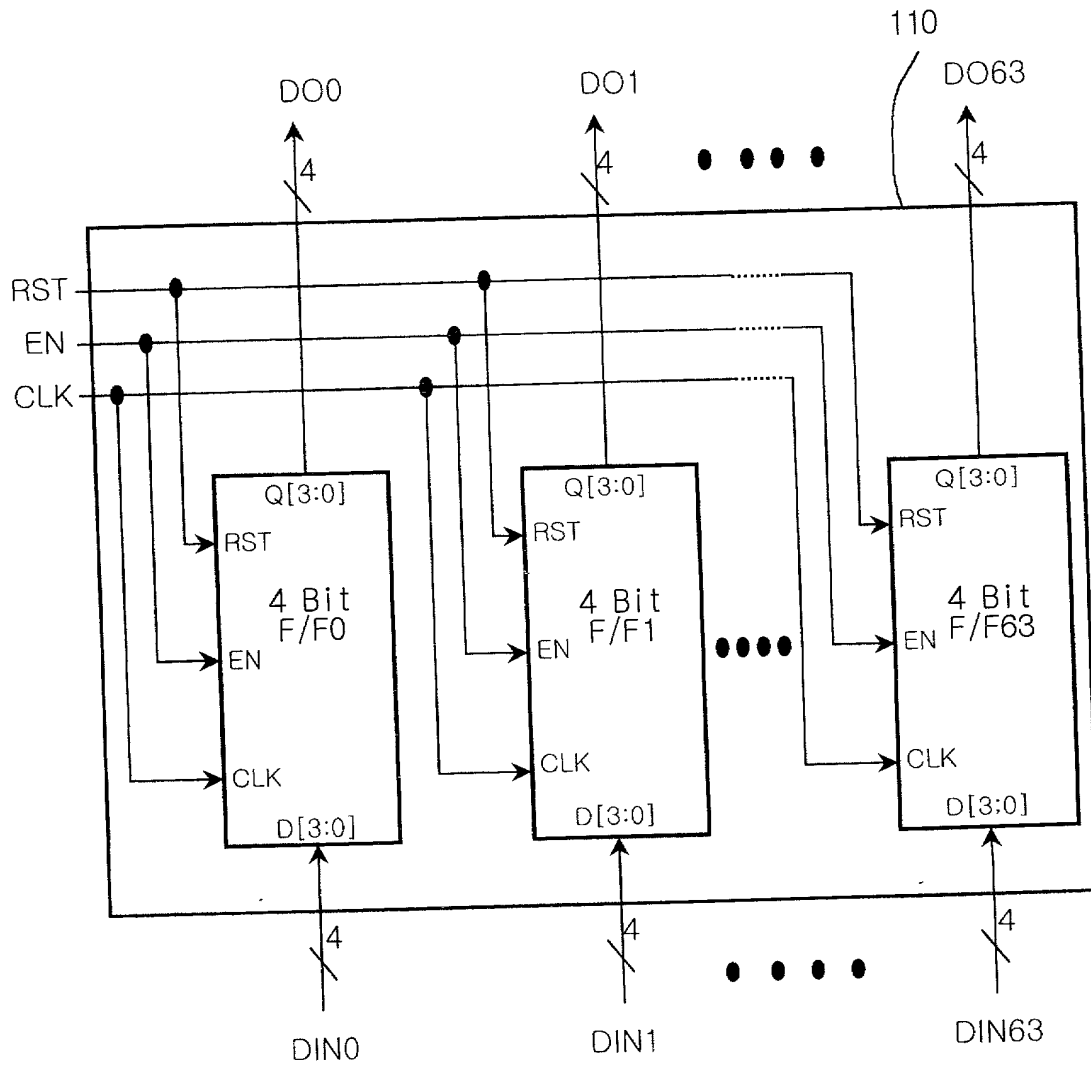 110
DO0
DO1
DO63
4
4
4
RST
EN
CLK
Q[3:0]
Q[3:0]
Q[3:0]
RST
RST
RST
4 Bit
F/F0
4 Bit
F/F1
4 Bit
F/F63
EN
EN
EN
CLK
CLK
CLK
D[3:0]
D[3:0]
D[3;0]
4
4
4
DIN0
DIN1
DIN63